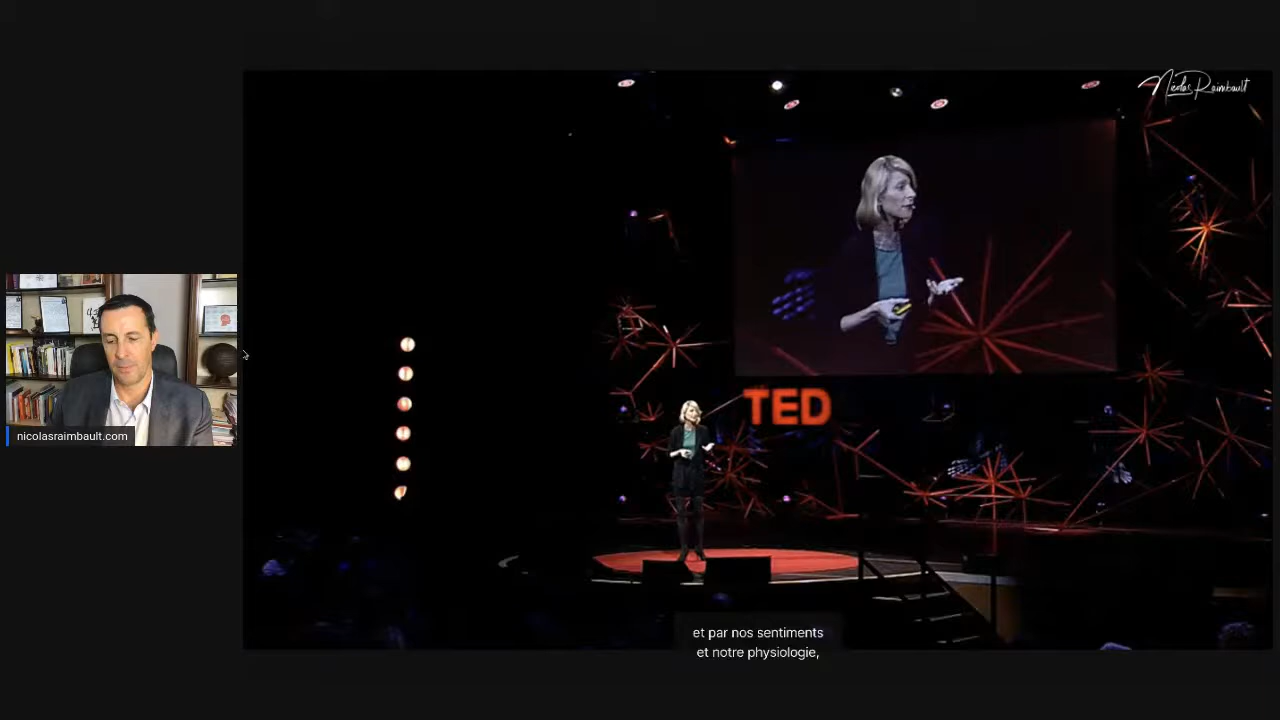 Nicolas Raimbault
TED
nicolasraimbault.com
et par nos sentiments
et notre physiologie,